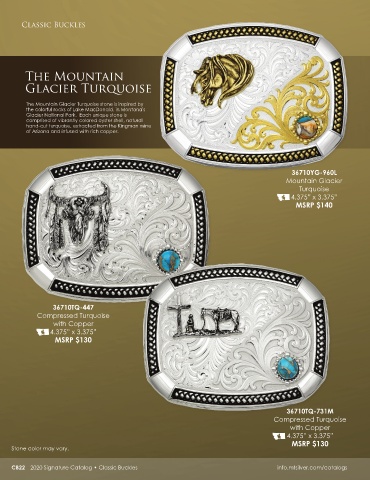 Classic Buckles
The Mountain
Glacier Turquoise
The Mountain Glacier Turquoise stone is inspired by
the colorful rocks of Lake MacDonald, in Montana's
Glacier National Park. Each unique stone is
comprised of vibrantly colored oyster shell, natural
hand-cut turquoise, extracted from the Kingman mine
of Arizona and infused with rich copper.
36710YG-960L
Mountain Glacier
Turquoise
4.375" x 3.375"
MSRP $140
36710TQ-447
Compressed Turquoise
with Copper
4.375" x 3.375"
MSRP $130
36710TQ-731M
Compressed Turquoise
with Copper
4.375" x 3.375"
MSRP $130
Stone color may vary.
CB22 2020 Signature Catalog • Classic Buckles info.mtsilver.com/catalogs